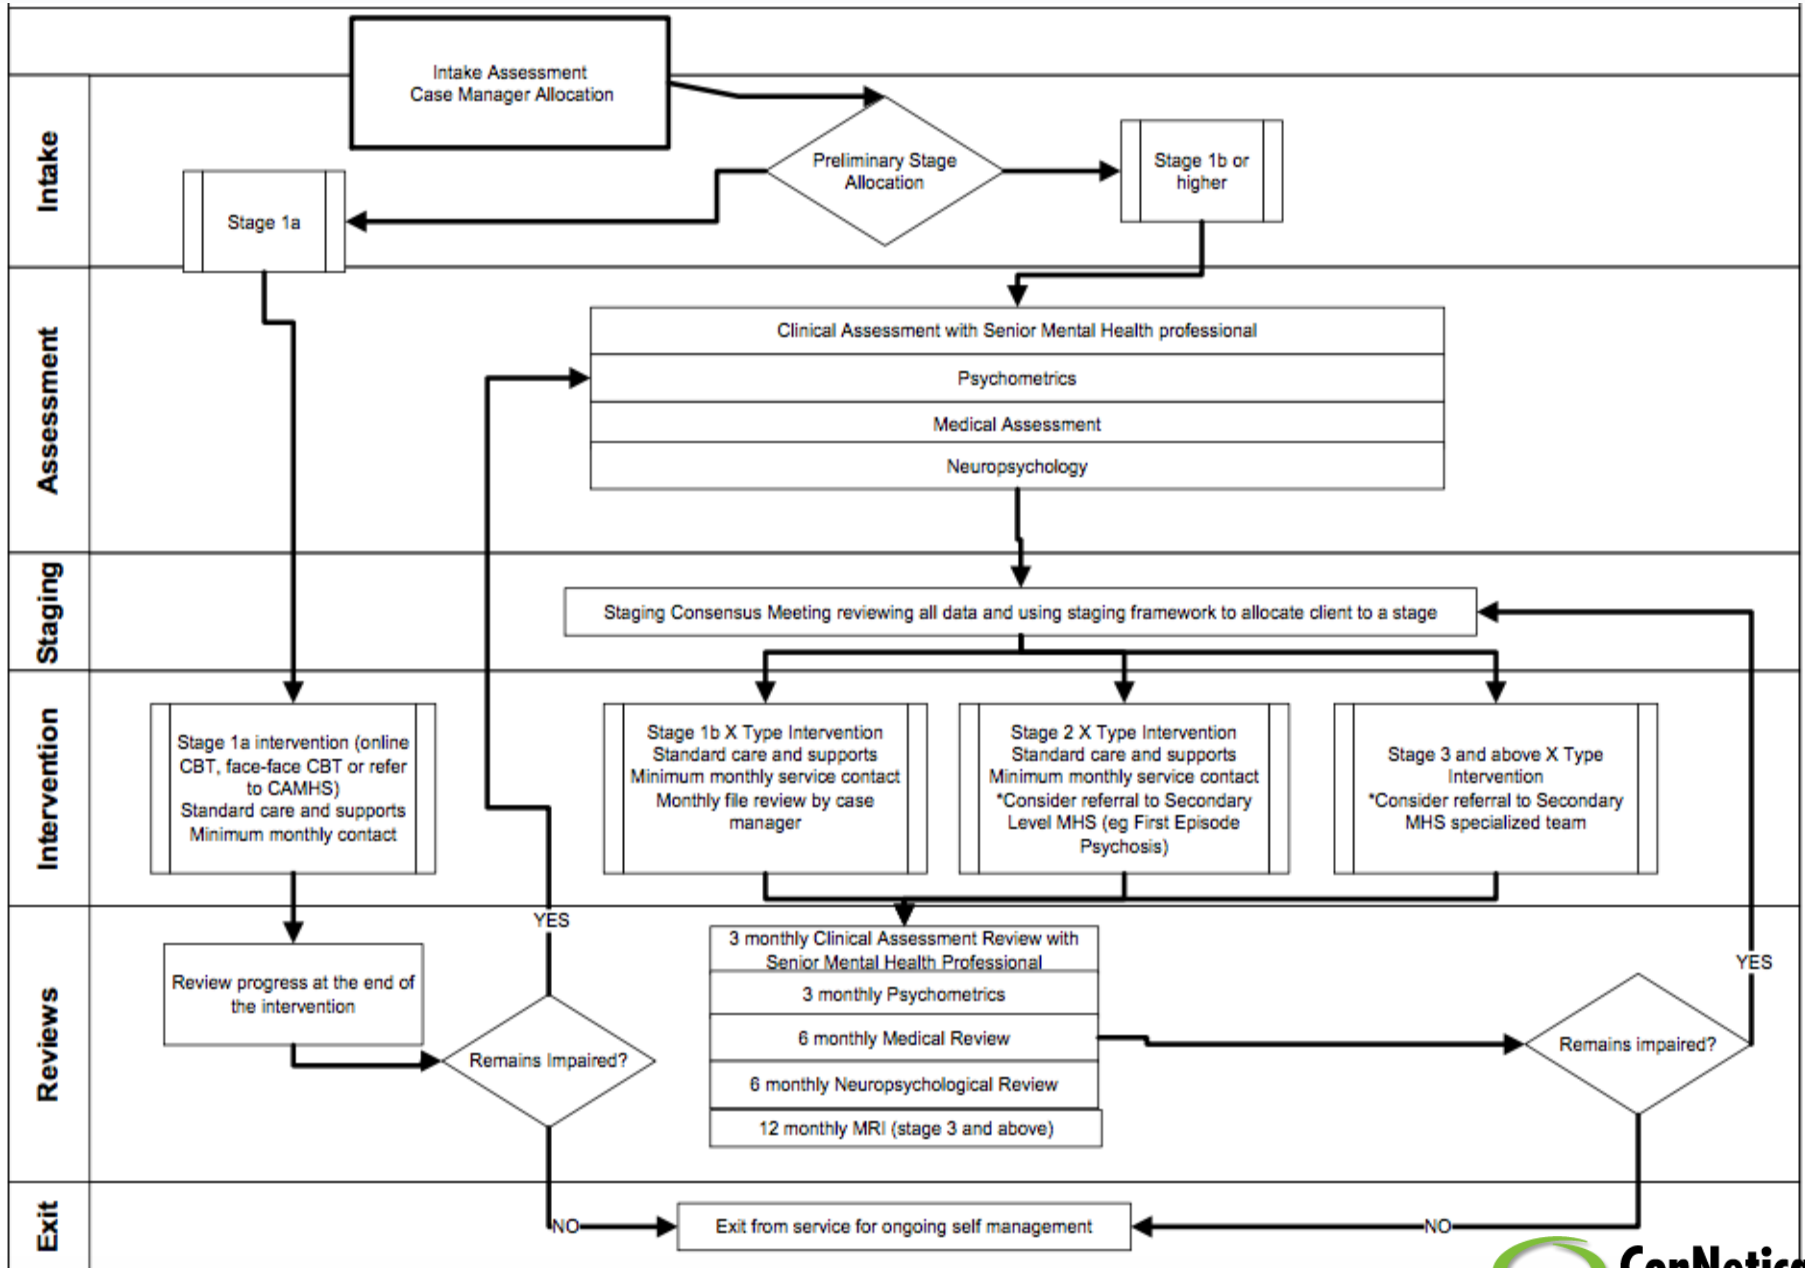 Intake Assessment
Case Manager Allocation
Intake
Preliminary Stage
Allocation
Stage 1b or
higher
Stage 1a
Assessment
Clinical Assessment with Senior Mental Health professional
Psychometrics
Medical Assessment
Neuropsychology
Staging
Staging Consensus Meeting reviewing all data and using staging framework to allocate client to a stage
Intervention
Stage 1a intervention (online
CBT, face-face CBT or refer
to CAMHS)
Standard care and supports
Minimum monthly contact
Stage 1b X Type Intervention
Standard care and supports
Minimum monthly service contact
Monthly file review by case
manager
Stage 2 X Type Intervention
Standard care and supports
Minimum monthly service contact
*Consider referral to Secondary
Level MHS (eg First Episode
Psychosis)
Stage 3 and above X Type
Intervention
*Consider referral to Secondary
MHS specialized team
Reviews
YES
Review progress at the end of
the intervention
Remains Impaired?
3 monthly Clinical Assessment Review with
Senior Mental Health Professional
3 monthly Psychometrics
6 monthly Medical Review
6 monthly Neuropsychological Review
12 monthly MRI (stage 3 and above)
YES
Remains impaired?
Exit
NO
Exit from service for ongoing self management
NO